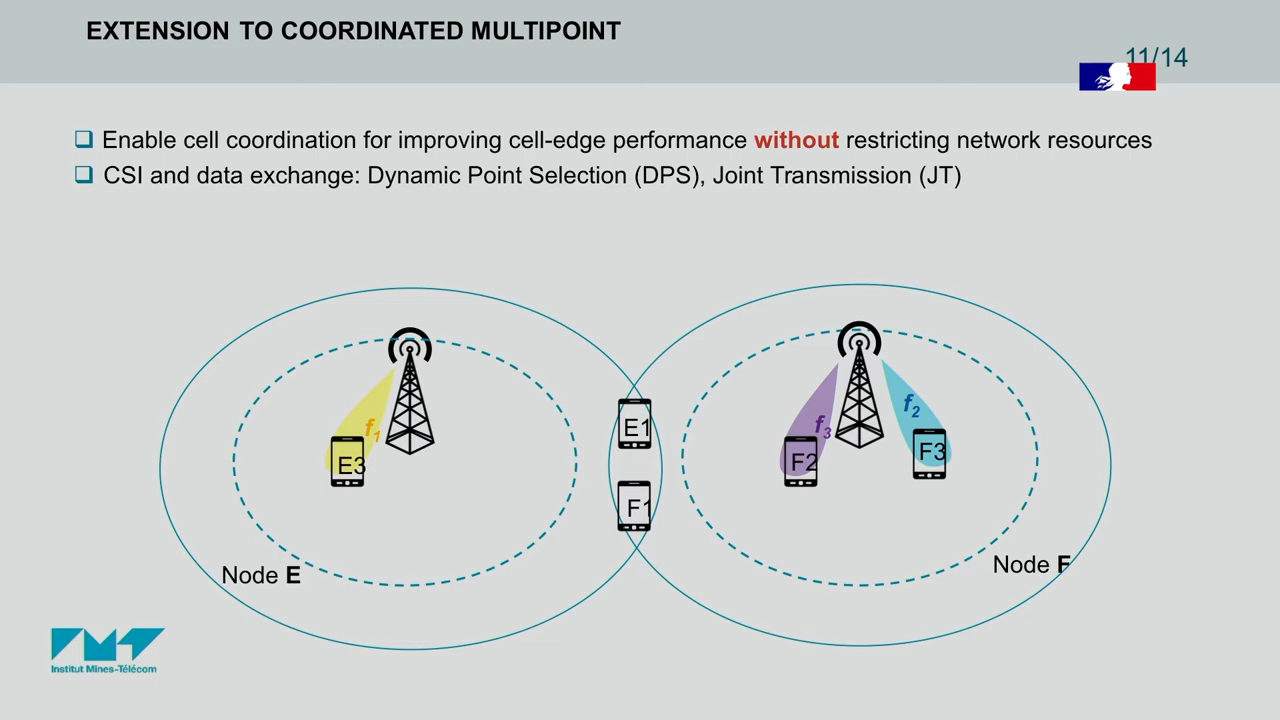 EXTENSION TO COORDINATED MULTIPOINT
11/14
Enable cell coordination for improving cell-edge performance without restricting network resources
CSI and data exchange: Dynamic Point Selection (DPS), Joint Transmission (JT)
f1
E3
E1
F1
f3
F2
f2
F3
Node E
Node F
Institut Mines-Télécom